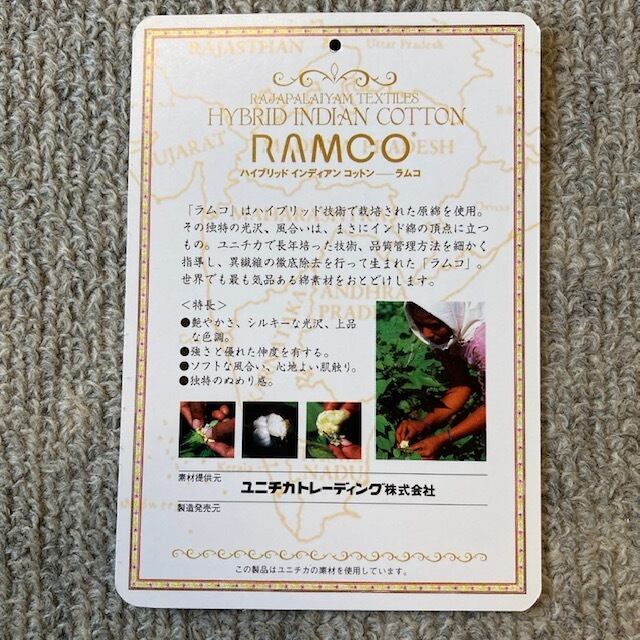 RAJASTHAN
Uttar Pradesh
RAJAPALAIYAM TEXTILES
HYBRID INDIAN COTTON
RAMCO
ハイブリッド インディアン コットン――ラムコ
「ラムコ」はハイブリッド技術で栽培された原綿を使用。
その独特の光沢、風合いは、まさにインド綿の頂点に立つ
もの。ユニチカで長年培った技術、品質管理方法を細かく
指導し、異繊維の徹底除去を行って生まれた「ラムコ」。
世界でも最も気品ある綿素材をおとどけします。
ANDHRA
<特長>
●艶やかさ、シルキーな光沢、上品
な色調。
●強さと優れた伸度を有する。
●ソフトな風合い、心地よい肌触り。
●独特のぬめり感。
素材提供元
ユニチカトレーディング株式会社
製造発売元
この製品はユニチカの素材を使用しています。